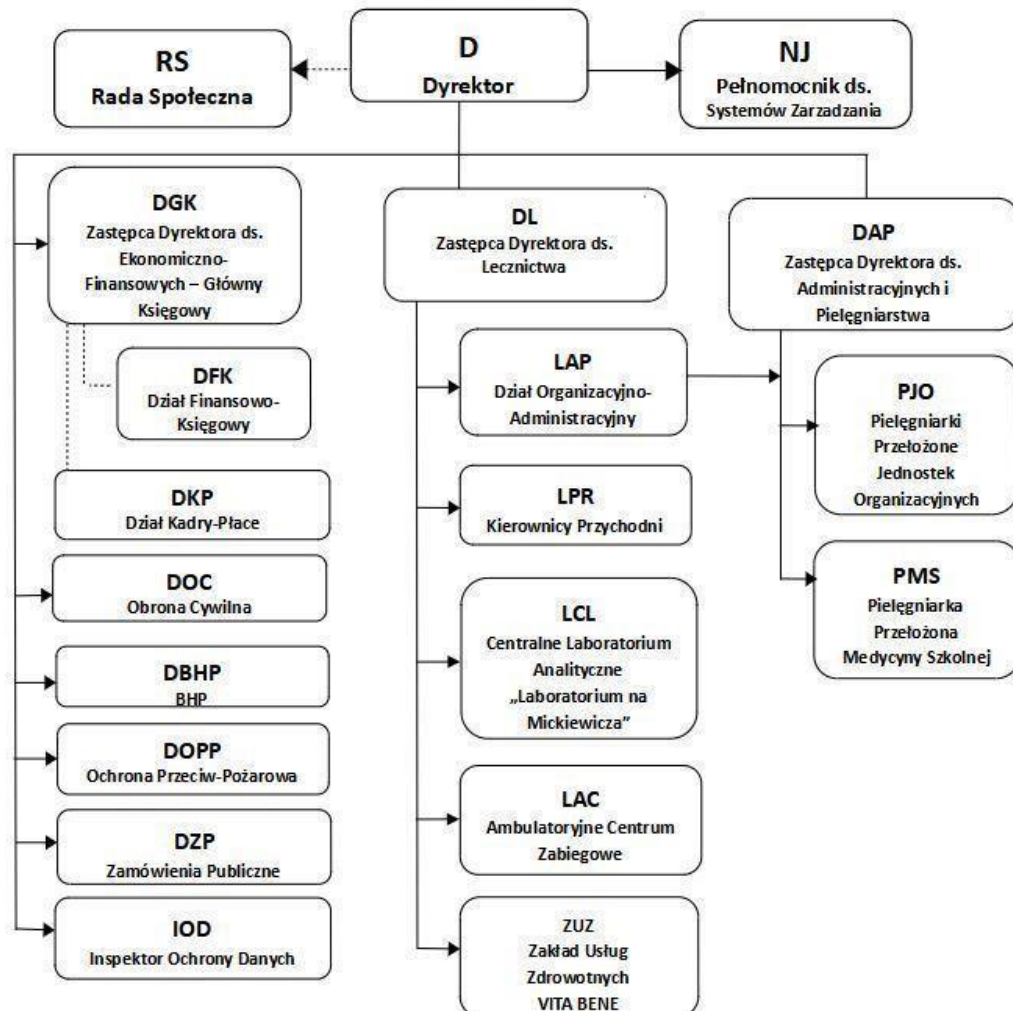 RS
Rada Społeczna
D
Dyrektor
NJ
Pełnomocnik ds.
Systemów Zarzadzania
DGK
Zastępca Dyrektora ds.
Ekonomiczno-
Finansowych – Główny
Księgowy
DFK
Dział Finansowo-
Księgowy
DKP
Dział Kadry-Płace
DOC
Obrona Cywilna
DBHP
BHP
DOPP
Ochrona Przeciw-Pożarowa
DZP
Zamówienia Publiczne
IOD
Inspektor Ochrony Danych
DL
Zastępca Dyrektora ds.
Lecznictwa
LAP
Dział Organizacyjno-
Administracyjny
LPR
Kierownicy Przychodni
LCL
Centralne Laboratorium
Analityczne
„Laboratorium na
Mickiewicza”
LAC
Ambulatoryjne Centrum
Zabiegowe
ZUZ
Zakład Usług
Zdrowotnych
VITA BENE
DAP
Zastępca Dyrektora ds.
Administracyjnych i
Pielęgniarstwa
PJO
Pielęgniarki
Przełożone
Jednostek
Organizacyjnych
PMS
Pielęgniarka
Przełożona
Medycyny Szkolnej